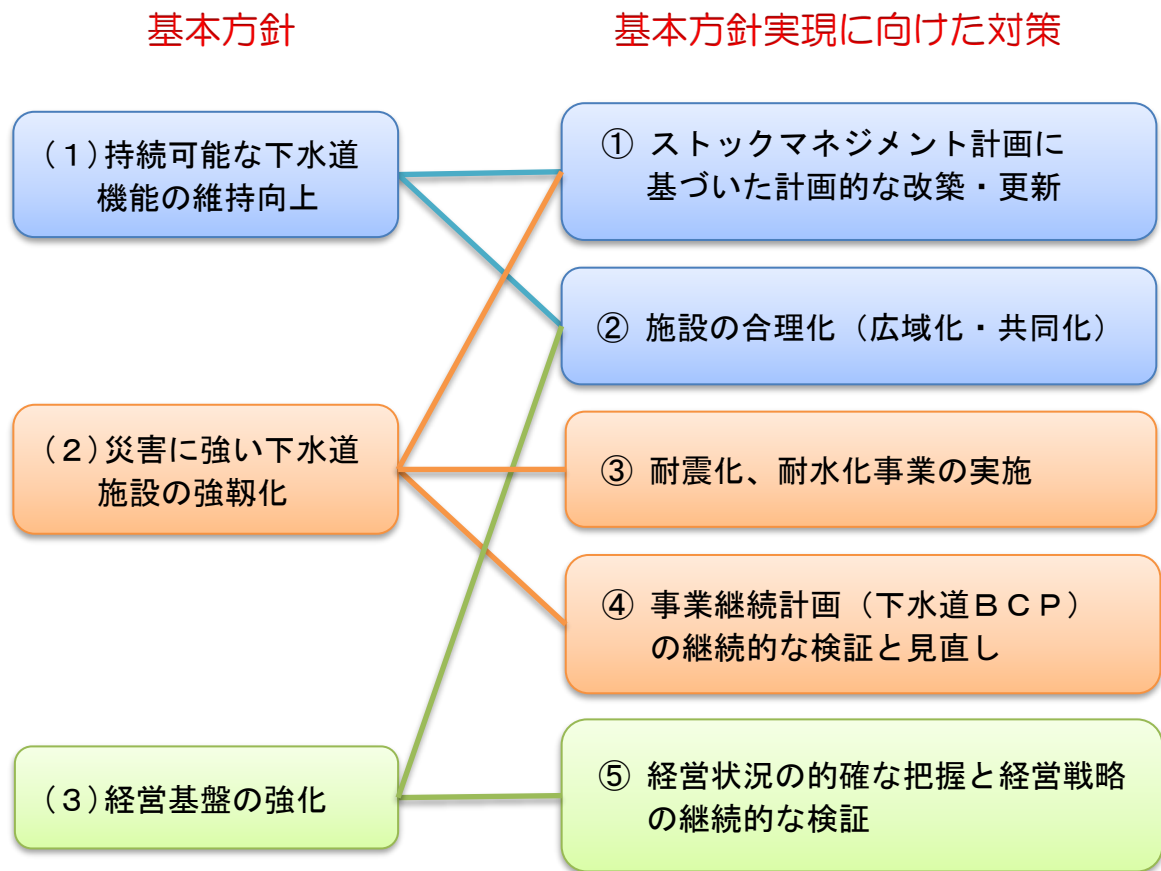 基本方針
基本方針実現に向けた対策
(1)持続可能な下水道
機能の維持向上
① ストックマネジメント計画に
基づいた計画的な改築・更新
② 施設の合理化(広域化・共同化)
(2)災害に強い下水道
施設の強靱化
③ 耐震化、耐水化事業の実施
④ 事業継続計画(下水道BCP)
の継続的な検証と見直し
(3)経営基盤の強化
⑤ 経営状況の的確な把握と経営戦略
の継続的な検証